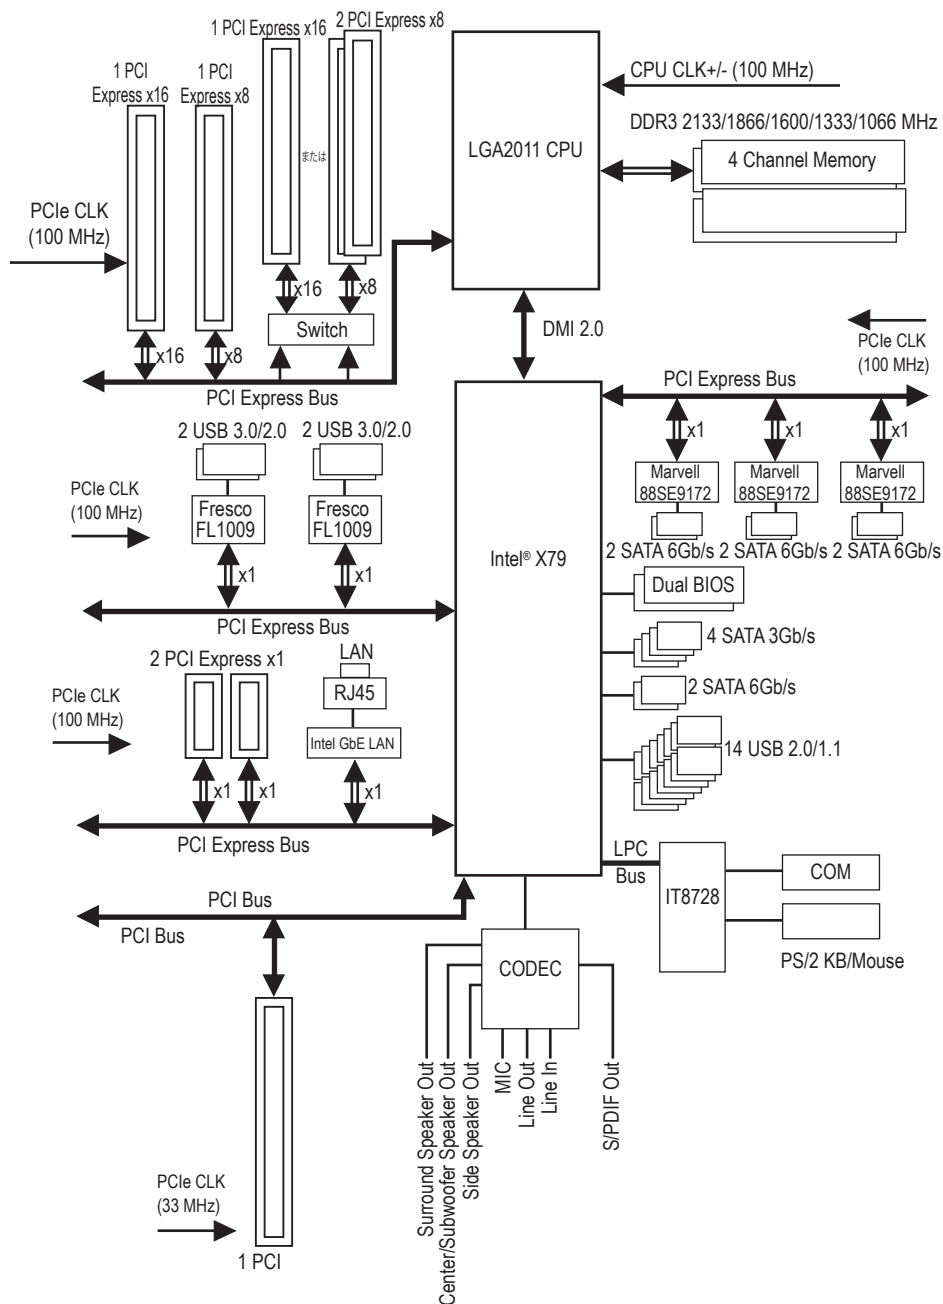 1 PCI Express x16
2 PCI Express x8
1 PCI
Express x16
1 PCI
Express x8
または
PCIe CLK
(100 MHz)
x16
x8
Switch
x16
x8
PCI Express Bus
LGA2011 CPU
CPU CLK+/- (100 MHz)
DDR3 2133/1866/1600/1333/1066 MHz
4 Channel Memory
DMI 2.0
PCIe CLK
(100 MHz)
PCI Express Bus
x1
x1
x1
Marvell
88SE9172
Marvell
88SE9172
Marvell
88SE9172
2 SATA 6Gb/s
2 SATA 6Gb/s
2 SATA 6Gb/s
2 USB 3.0/2.0
2 USB 3.0/2.0
PCIe CLK
(100 MHz)
Fresco
FL1009
Fresco
FL1009
x1
x1
PCI Express Bus
Intel® X79
Dual BIOS
4 SATA 3Gb/s
2 SATA 6Gb/s
14 USB 2.0/1.1
2 PCI Express x1
LAN
RJ45
PCIe CLK
(100 MHz)
Intel GbE LAN
x1
x1
x1
PCI Express Bus
LPC
Bus
IT8728
COM
PS/2 KB/Mouse
PCI Bus
PCI Bus
CODEC
Surround Speaker Out
Center/Subwoofer Speaker Out
Side Speaker Out
MIC
Line Out
Line In
S/PDIF Out
PCIe CLK
(33 MHz)
1 PCI